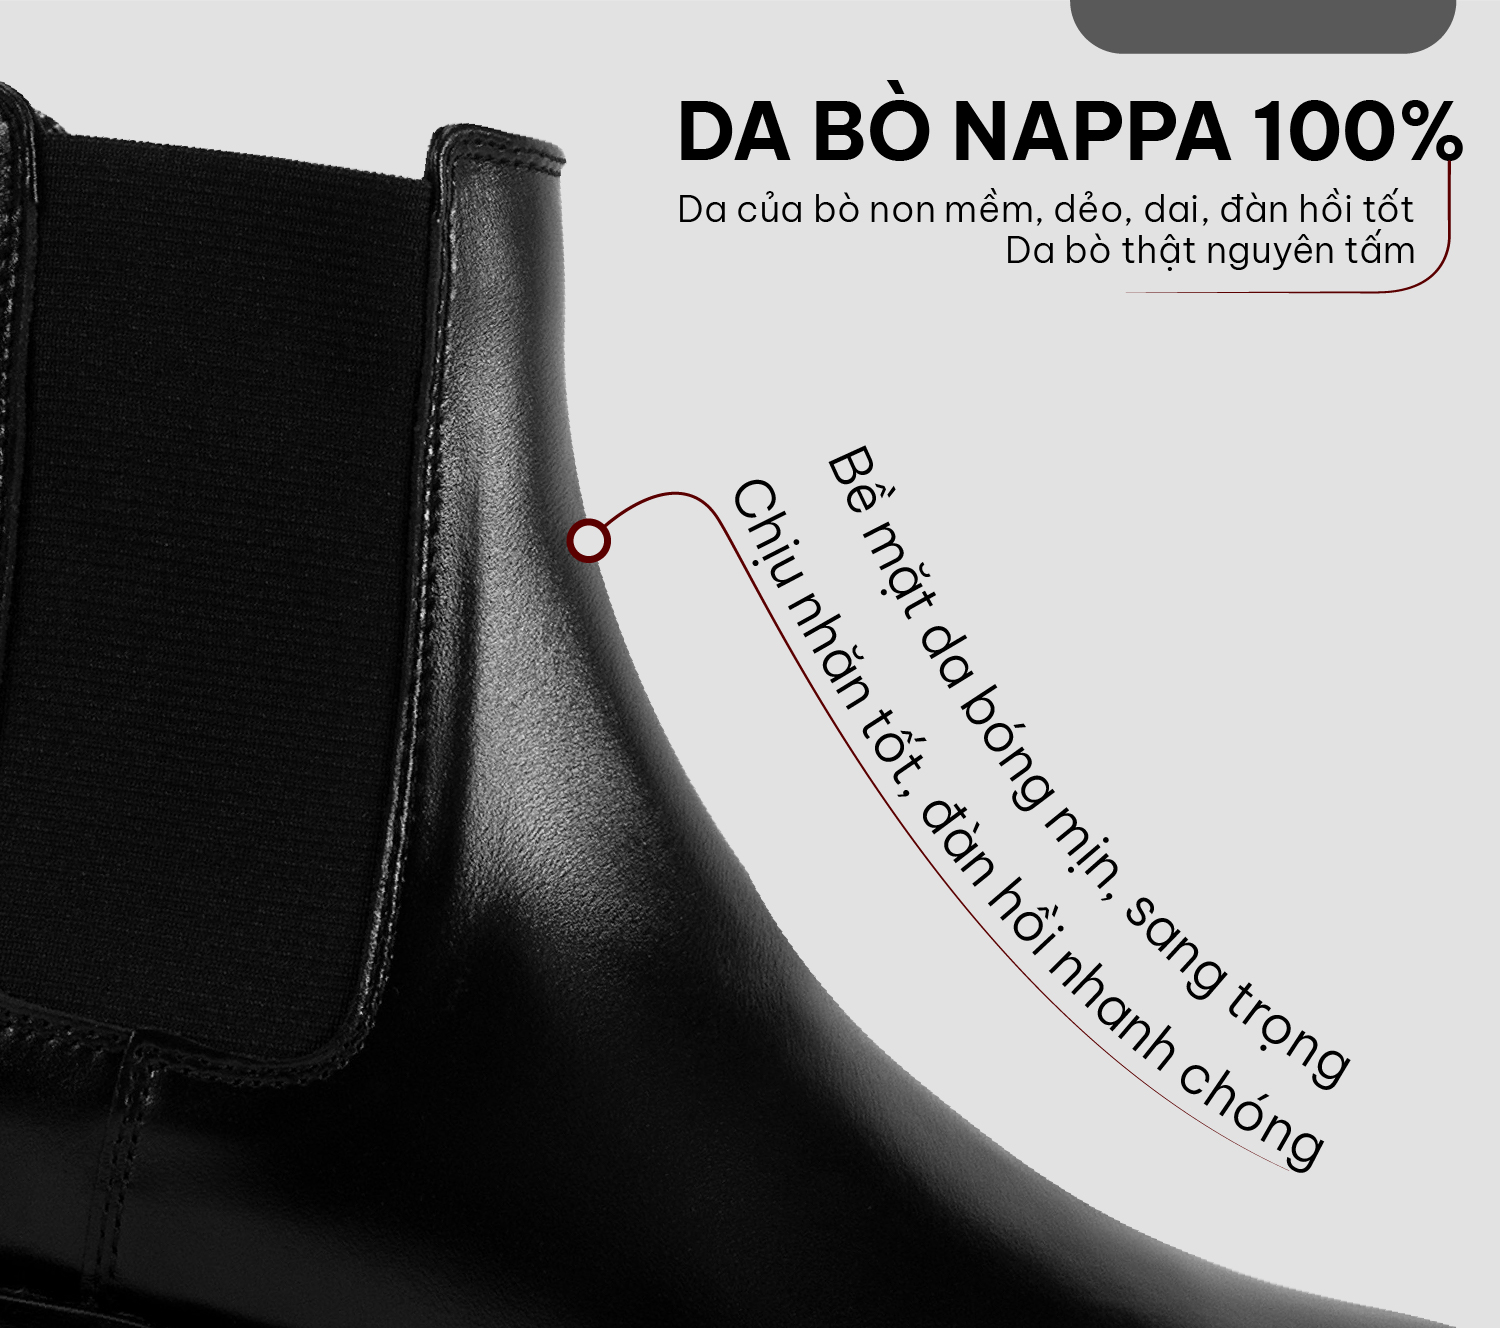 DA BÒ NAPPA 100%
Da của bò non mềm, dẻo, dai, đàn hồi tốt
Da bò thật nguyên tấm
Bề mặt da bóng mịn, sang trọng
Chịu nhăn tốt, đàn hồi nhanh chóng